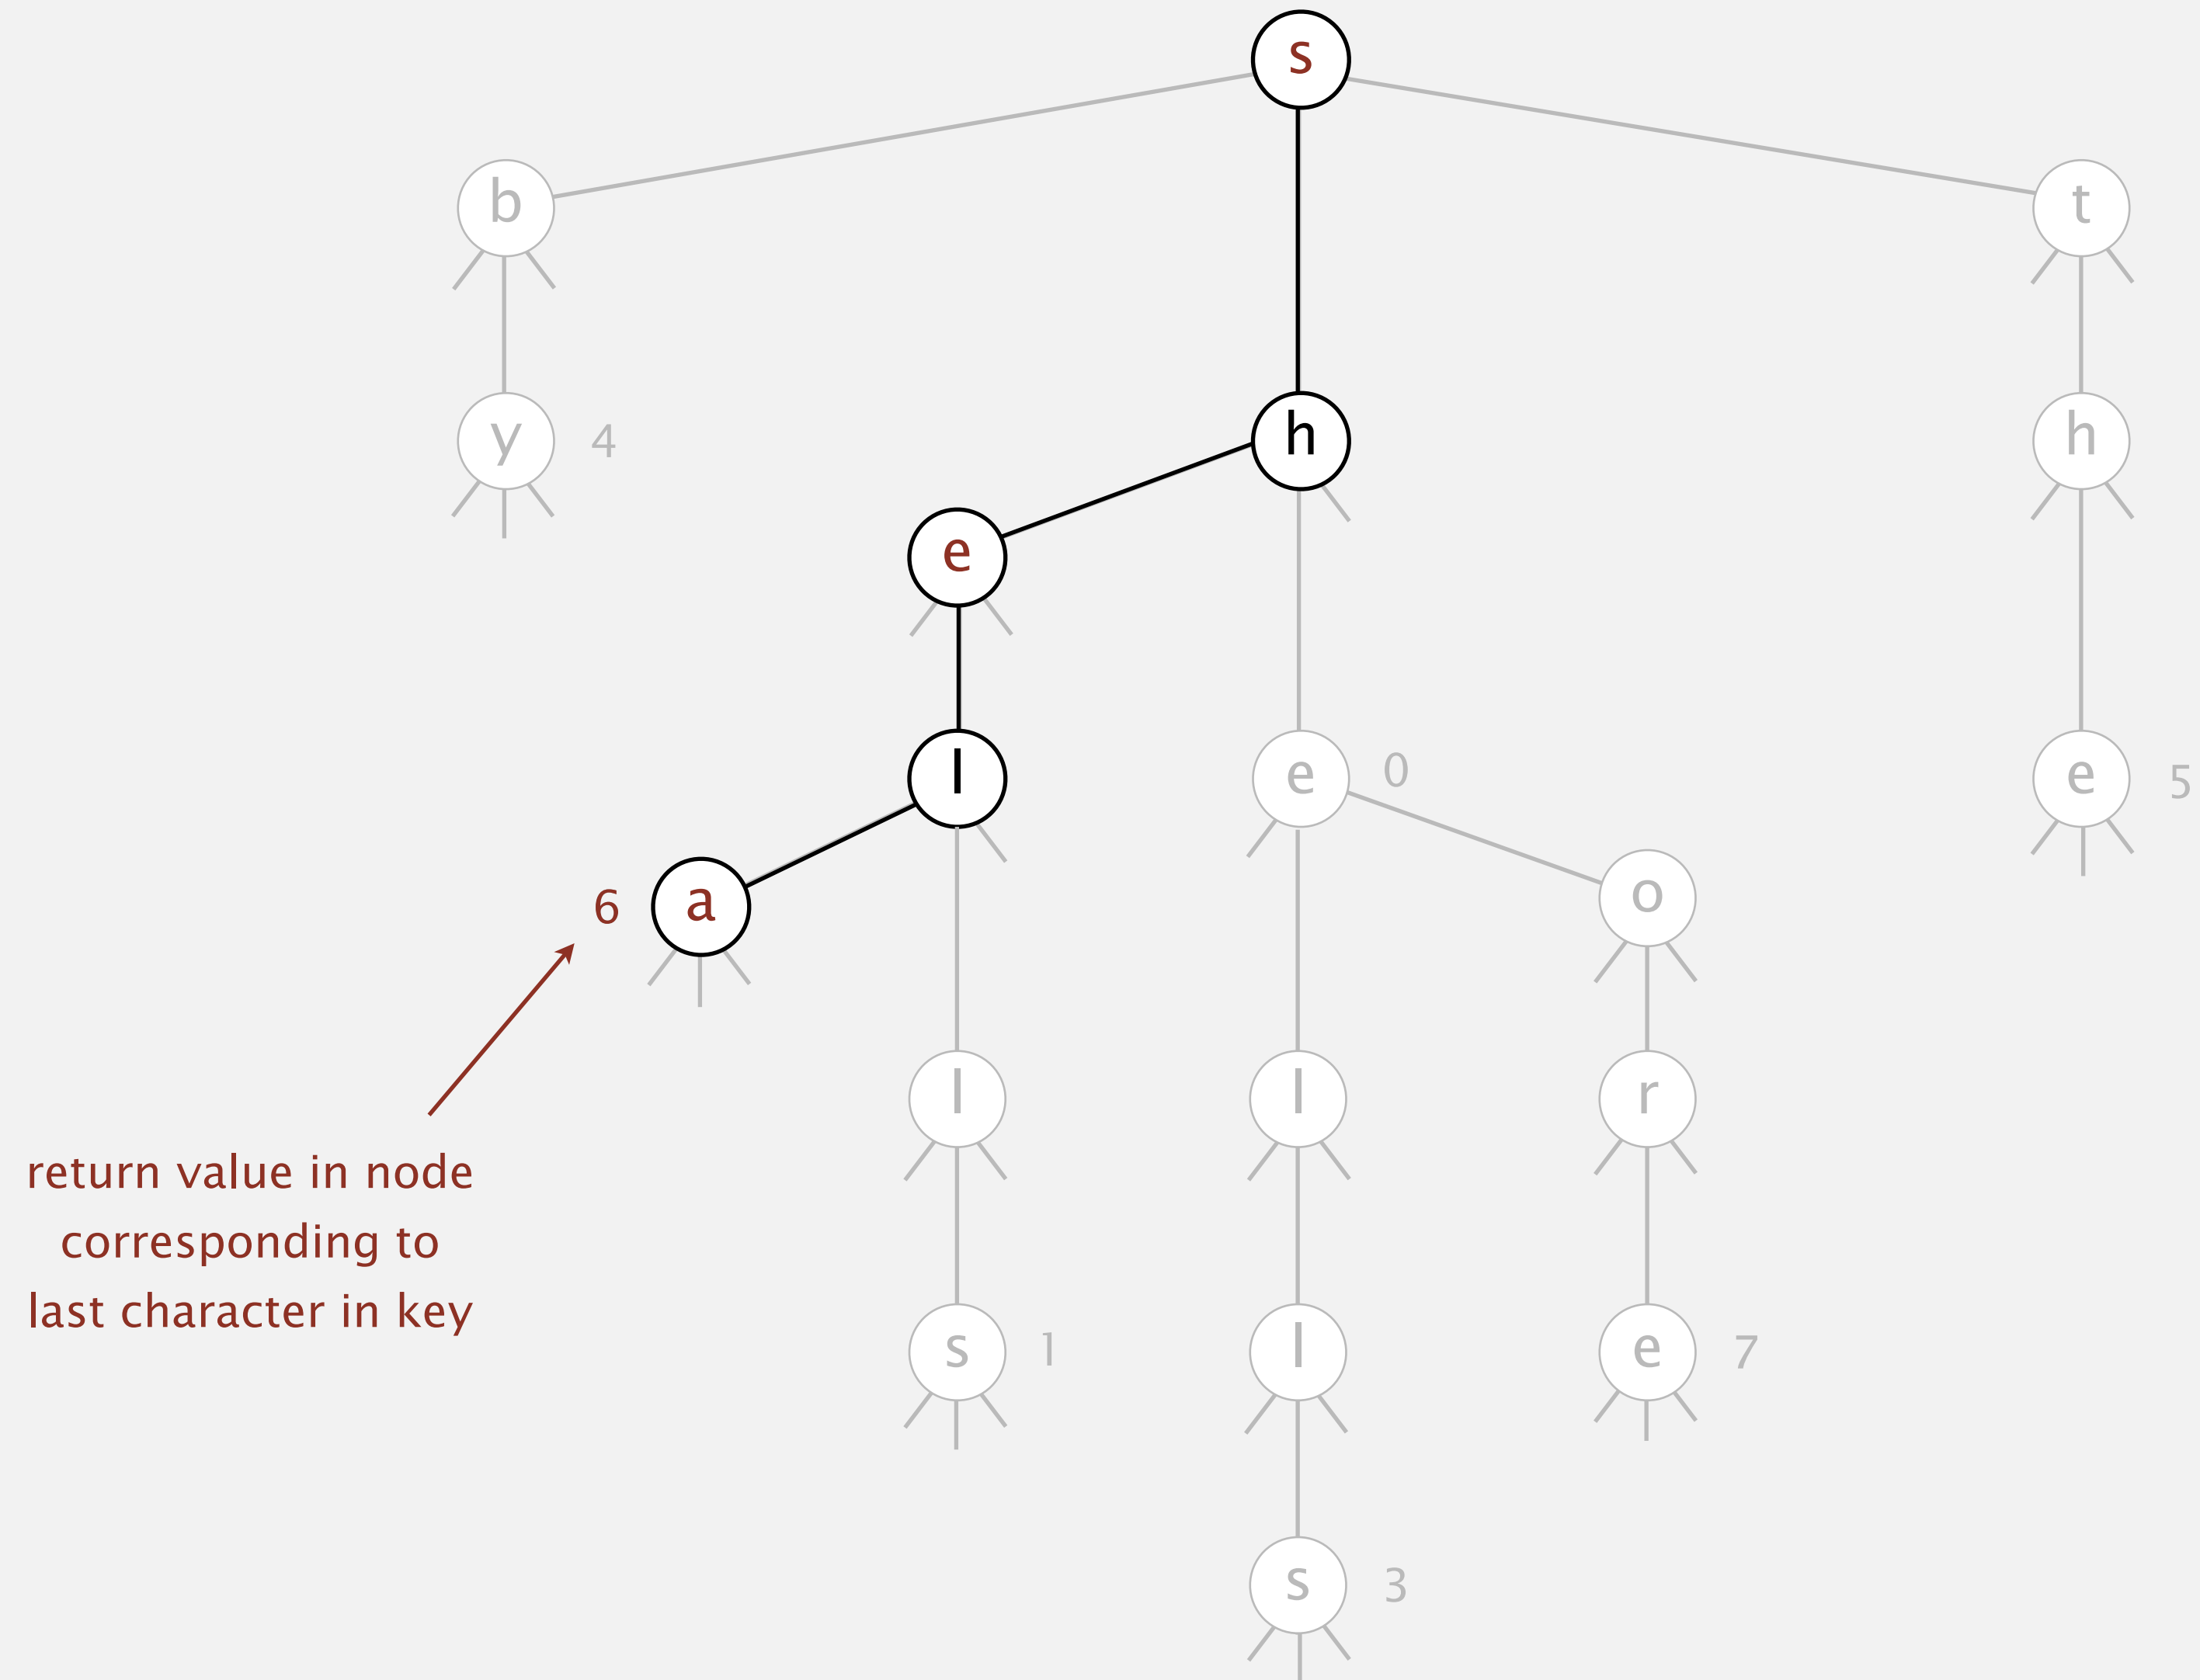 s
b
t
y 4
h
h
e
l
e 0
e 5
6 a
o
l
l
r
return value in node
corresponding to
last character in key
s 1
l
e 7
s 3